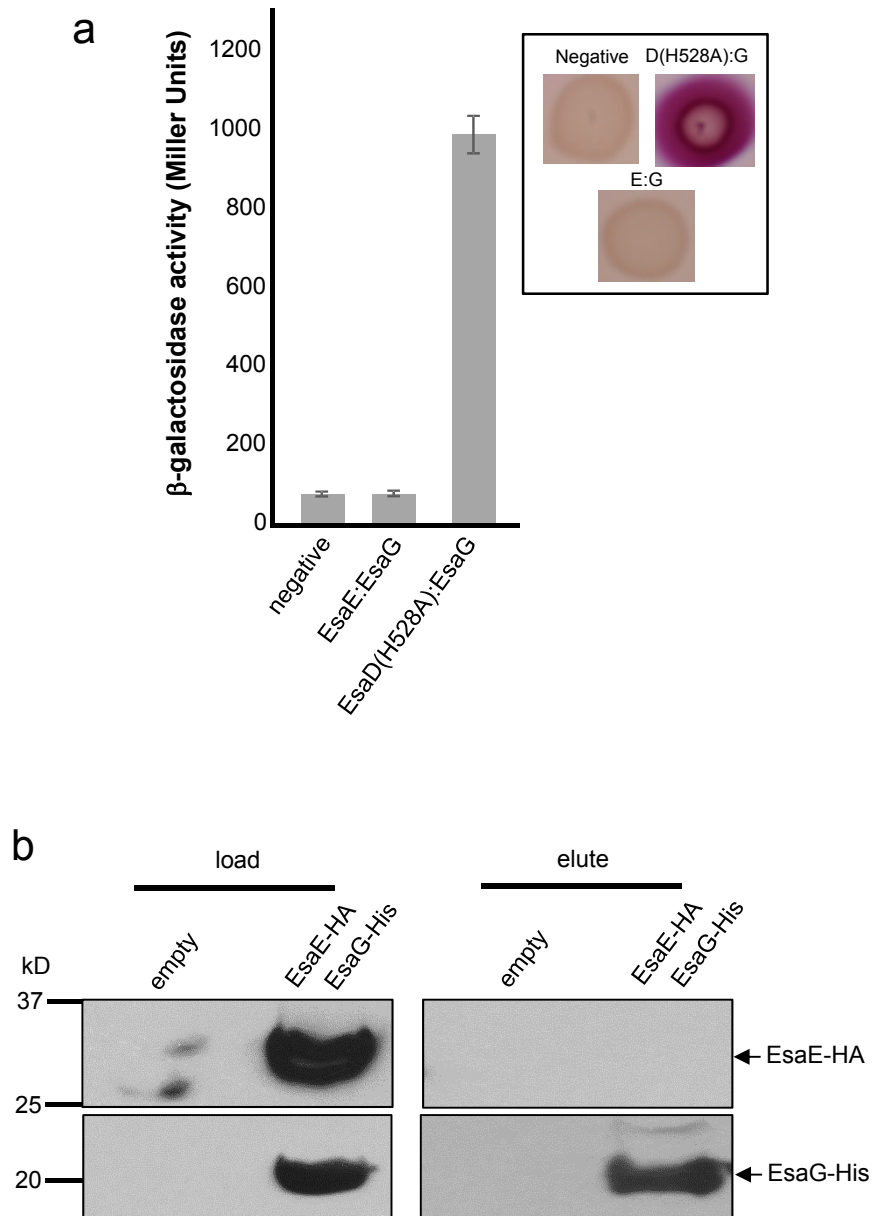 a
β-galactosidase activity (Miller Units)
1200
1000
800
600
400
200
0
negative
EsaE:EsaG
EsaD(H528A):EsaG
Negative D(H528A):G
E:G
b
load
elute
empty
EsaE-HA
EsaG-His
empty
EsaE-HA
EsaG-His
kD
37
25
20
EsaE-HA
EsaG-His